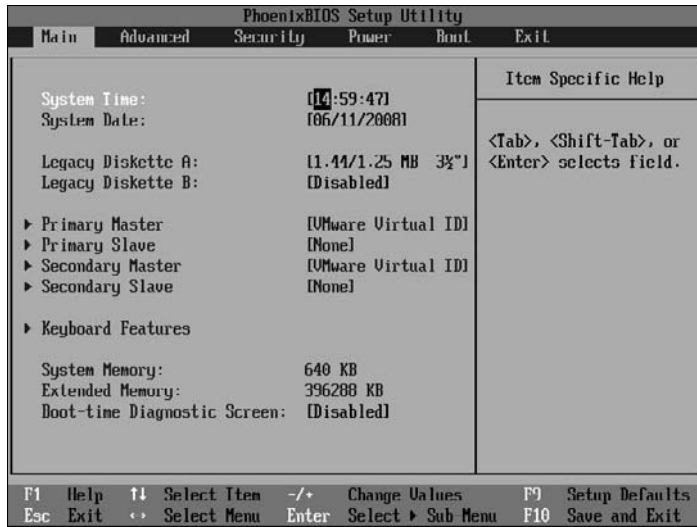 PhoenixBIOS Setup Utility
Main Advanced Security Power Boot Exit
System Time: [14:59:47]
System Date: [06/11/2008]
Legacy Diskette A: [1.44/1.25 MB 3½"]
Legacy Diskette B: [Disabled]
▶ Primary Master [VMware Virtual ID]
▶ Primary Slave [None]
▶ Secondary Master [VMware Virtual ID]
▶ Secondary Slave [None]
▶ Keyboard Features
System Memory: 640 KB
Extended Memory: 396288 KB
Boot-time Diagnostic Screen: [Disabled]
Item Specific Help
<Tab>, <Shift-Tab>, or
<Enter> selects field.
F1 Help ↑↓ Select Item -/+ Change Values F9 Setup Defaults
Esc Exit ↔ Select Menu Enter Select ▶ Sub-Menu F10 Save and Exit